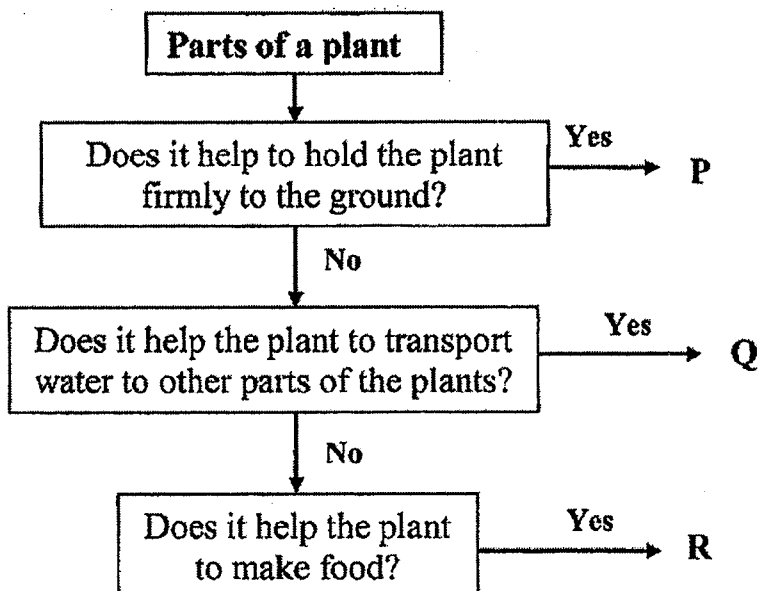 Parts of a plant
Does it help to hold the plant
firmly to the ground?
Yes
P
No
Does it help the plant to transport
water to other parts of the plants?
Yes
Q
No
Does it help the plant
to make food?
Yes
R